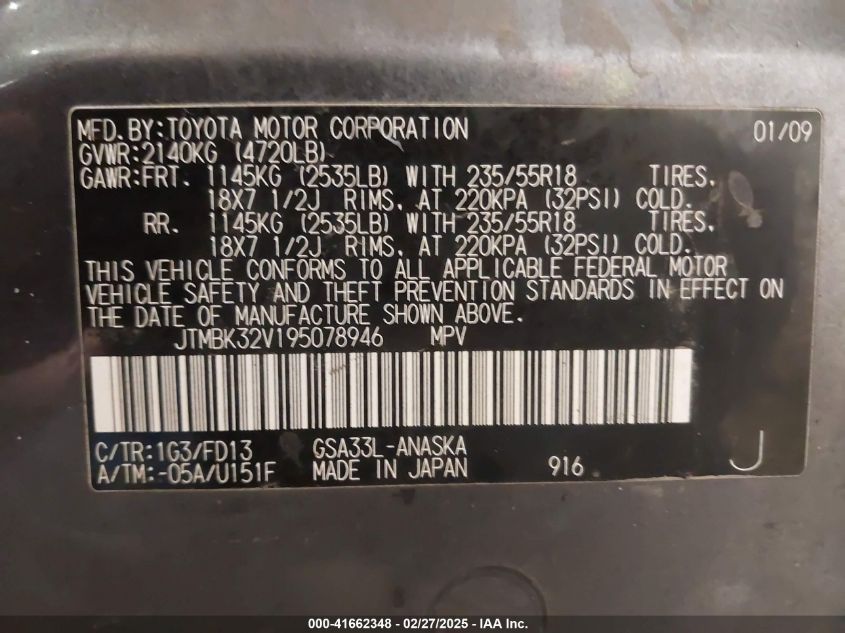 MFD.BY:TOYOTA MOTOR CORPORATION 01/09
GVWR:2140KG (4720LB)
GAWR:FRT. 1145KG (2535LB) WITH 235/55R18 TIRES,
18X7 1/2J RIMS, AT 220KPA (32PSI) COLD.
RR. 1145KG (2535LB) WITH 235/55R18 TIRES,
18X7 1/2J RIMS, AT 220KPA (32PSI) COLD.
THIS VEHICLE CONFORMS TO ALL APPLICABLE FEDERAL MOTOR
VEHICLE SAFETY AND THEFT PREVENTION STANDARDS IN EFFECT ON
THE DATE OF MANUFACTURE SHOWN ABOVE.
JTMBK32V195078946 MPV
C/TR:1G3/FD13 GSA33L-ANASKA
A/TM:-05A/U151F MADE IN JAPAN 916 J
000-41662348 - 02/27/2025 - IAA Inc.